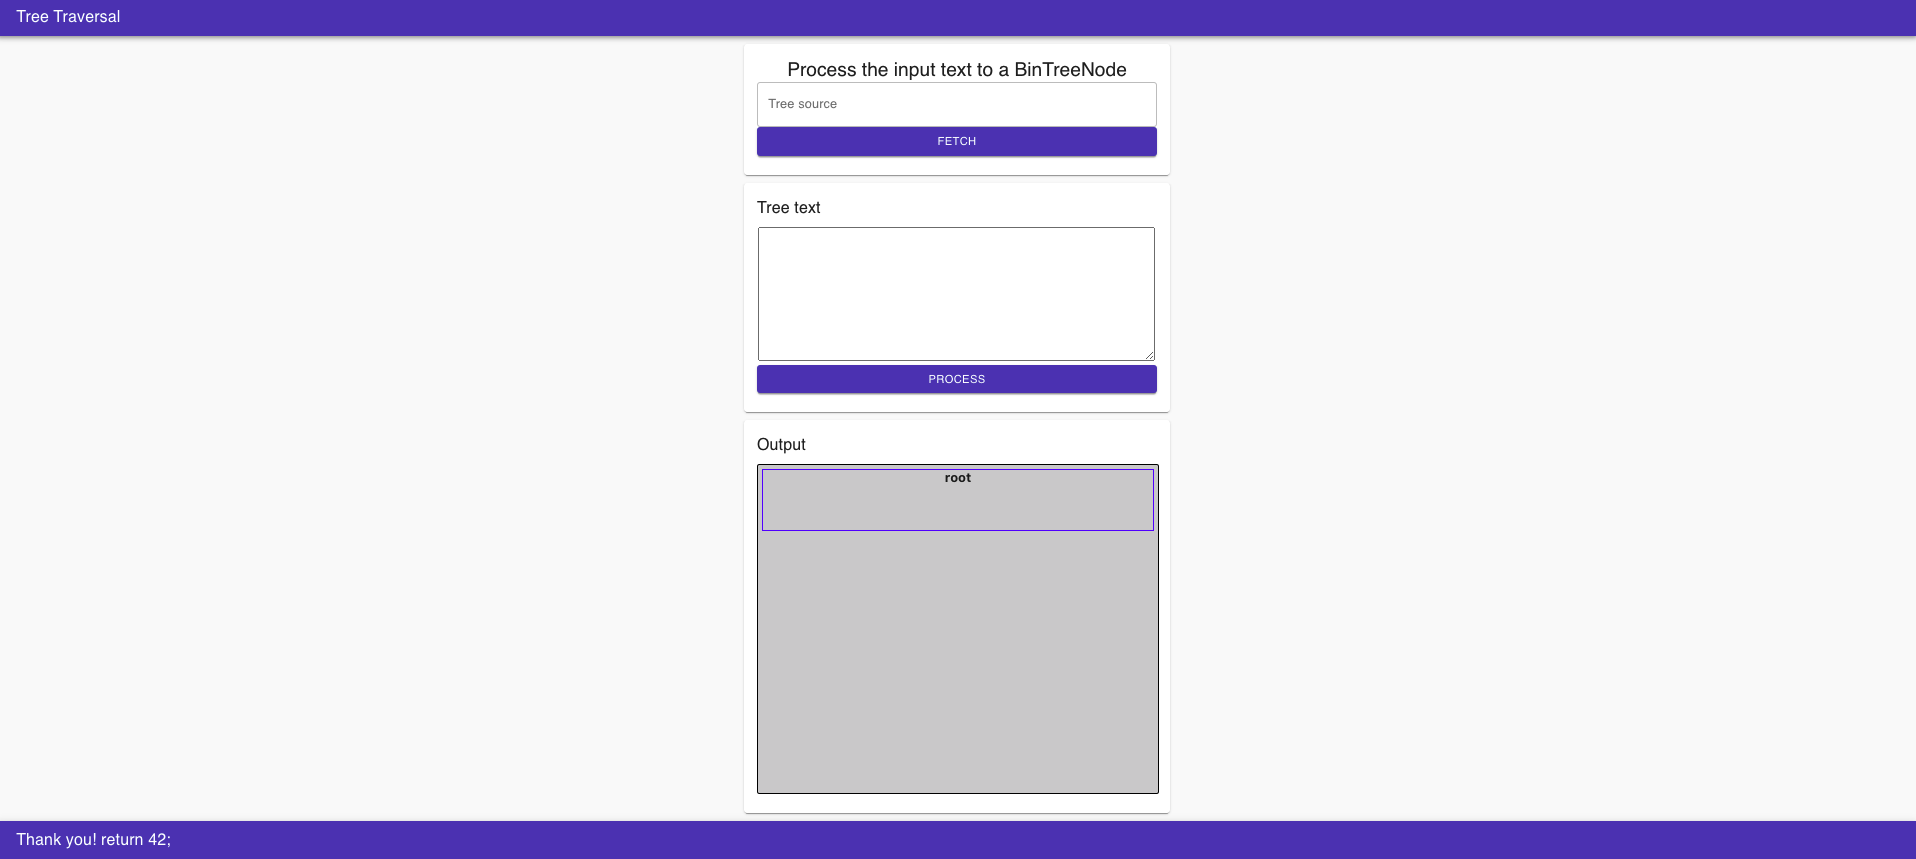 Tree Traversal
Process the input text to a BinTreeNode
Tree source
FETCH
Tree text
PROCESS
Output
root
Thank you! return 42;